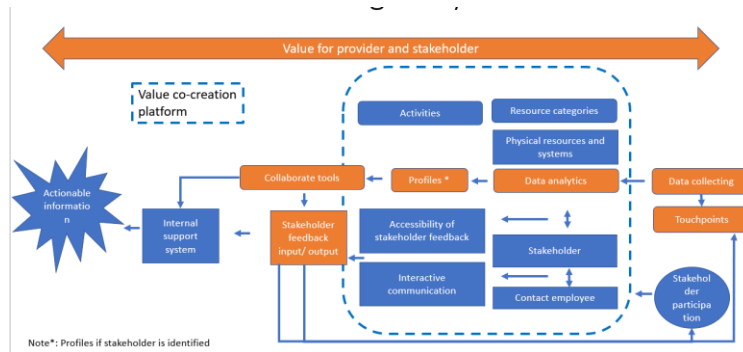 Value for provider and stakeholder
Value co-creation
platform
Activities
Resource categories
Physical resources and
systems
Actionable
informatio
n
Collaborate tools
Profiles *
Data analytics
Data collecting
Internal
support
system
Stakeholder
feedback
input/ output
Accessibility of
stakeholder feedback
Stakeholder
Touchpoints
Interactive
communication
Contact employee
Stakehol
der
participa
tion
Note*: Profiles if stakeholder is identified